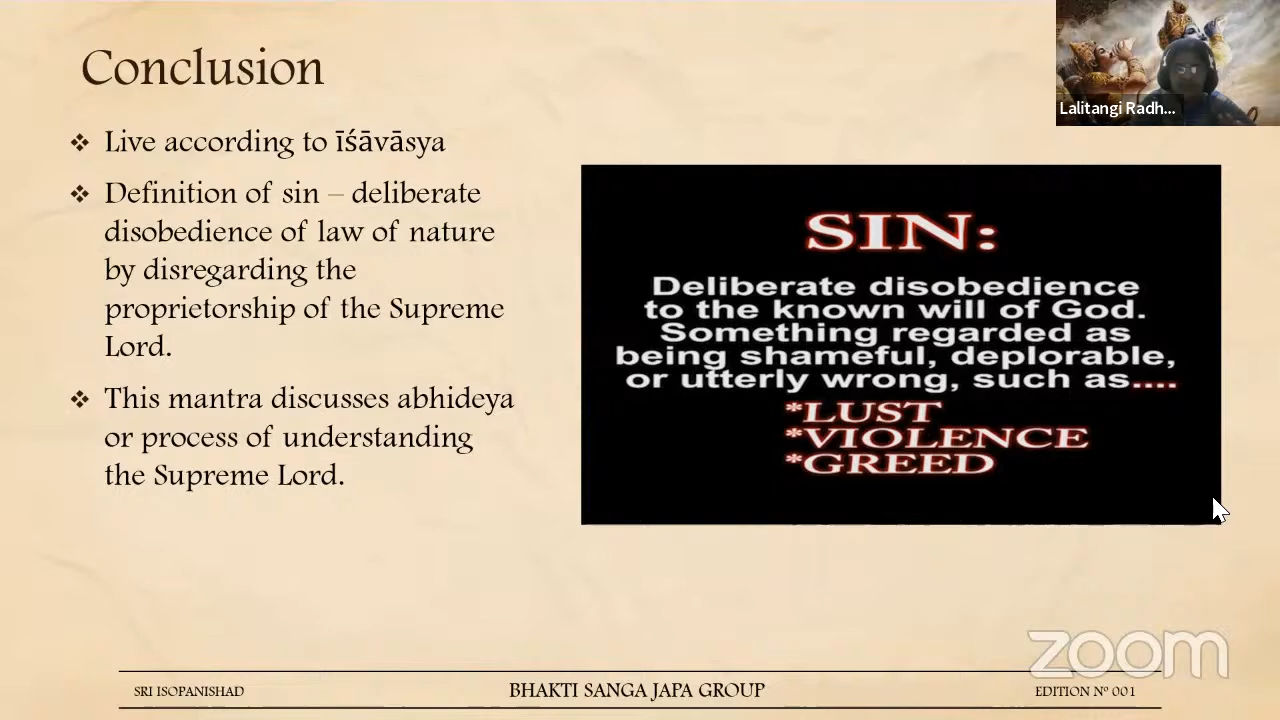 Conclusion
Lalitangi Radh...
❖ Live according to īśāvāsya
❖ Definition of sin – deliberate
disobedience of law of nature
by disregarding the
proprietorship of the Supreme
Lord.
❖ This mantra discusses abhideya
or process of understanding
the Supreme Lord.
SIN:
Deliberate disobedience
to the known will of God.
Something regarded as
being shameful, deplorable,
or utterly wrong, such as....
*LUST
*VIOLENCE
*GREED
zoom
SRI ISOPANISHAD
BHAKTI SANGA JAPA GROUP
EDITION Nº 001